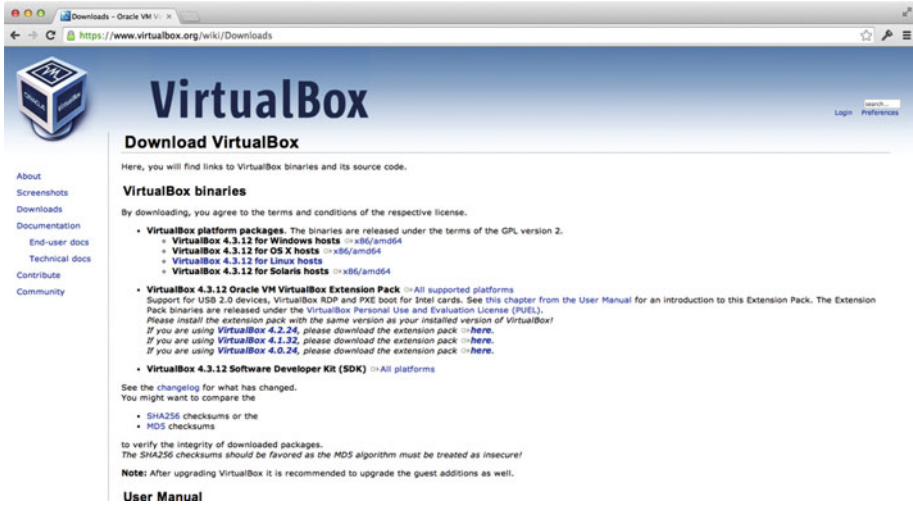 Downloads – Oracle VM V
https://www.virtualbox.org/wiki/Downloads
ORACLE
VM
VirtualBox
VirtualBox
search...
Login Preferences
About
Screenshots
Downloads
Documentation
End-user docs
Technical docs
Contribute
Community
Download VirtualBox
Here, you will find links to VirtualBox binaries and its source code.
VirtualBox binaries
By downloading, you agree to the terms and conditions of the respective license.
• VirtualBox platform packages. The binaries are released under the terms of the GPL version 2.
VirtualBox 4.3.12 for Windows hosts x86/amd64
VirtualBox 4.3.12 for OS X hosts x86/amd64
VirtualBox 4.3.12 for Linux hosts
VirtualBox 4.3.12 for Solaris hosts x86/amd64
• VirtualBox 4.3.12 Oracle VM VirtualBox Extension Pack All supported platforms
Support for USB 2.0 devices, VirtualBox RDP and PXE boot for Intel cards. See this chapter from the User Manual for an introduction to this Extension Pack. The Extension
Pack binaries are released under the VirtualBox Personal Use and Evaluation License (PUEL).
Please install the extension pack with the same version as your installed version of VirtualBox!
If you are using VirtualBox 4.2.24, please download the extension pack here.
If you are using VirtualBox 4.1.32, please download the extension pack here.
If you are using VirtualBox 4.0.24, please download the extension pack here.
• VirtualBox 4.3.12 Software Developer Kit (SDK) All platforms
See the changelog for what has changed.
You might want to compare the
• SHA256 checksums or the
• MD5 checksums
to verify the integrity of downloaded packages.
The SHA256 checksums should be favored as the MD5 algorithm must be treated as insecure!
Note: After upgrading VirtualBox it is recommended to upgrade the guest additions as well.
User Manual